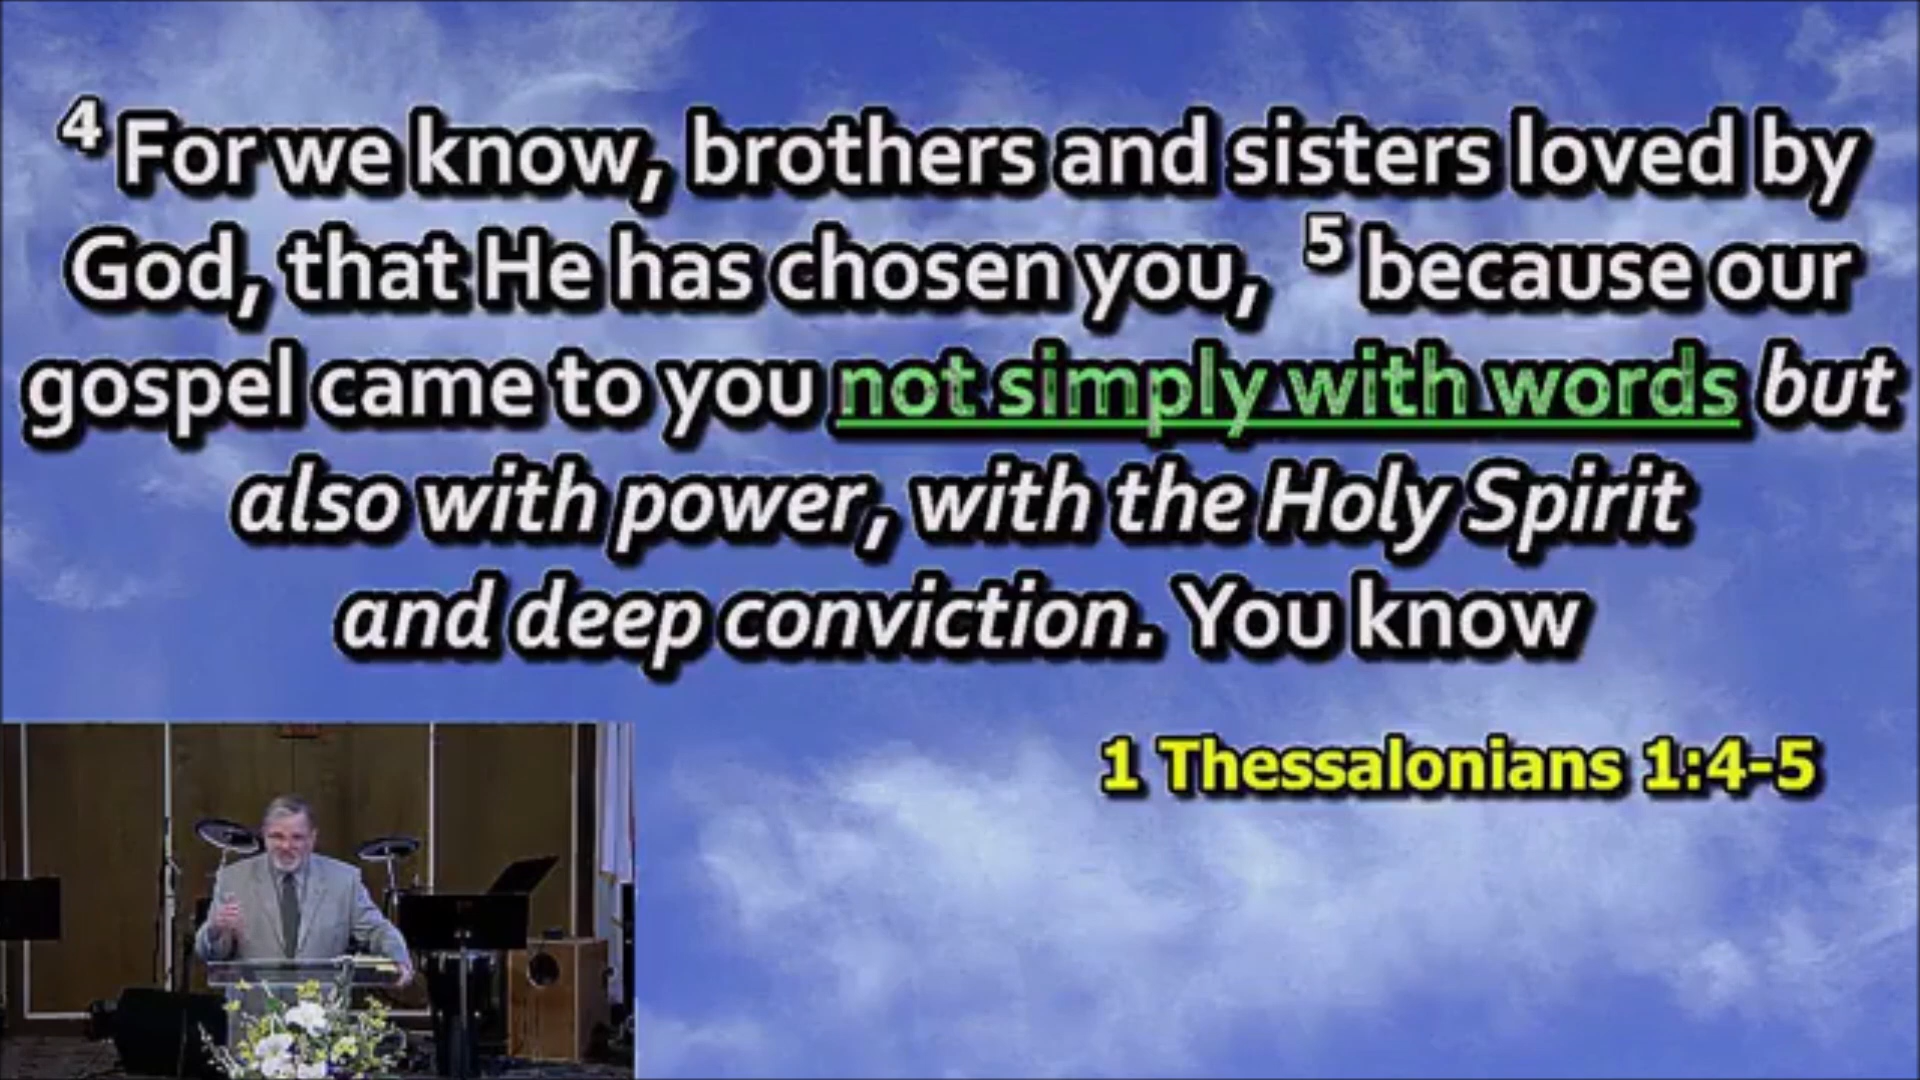 4 For we know, brothers and sisters loved by
God, that He has chosen you, 5 because our
gospel came to you not simply with words but
also with power, with the Holy Spirit
and deep conviction. You know
1 Thessalonians 1:4-5